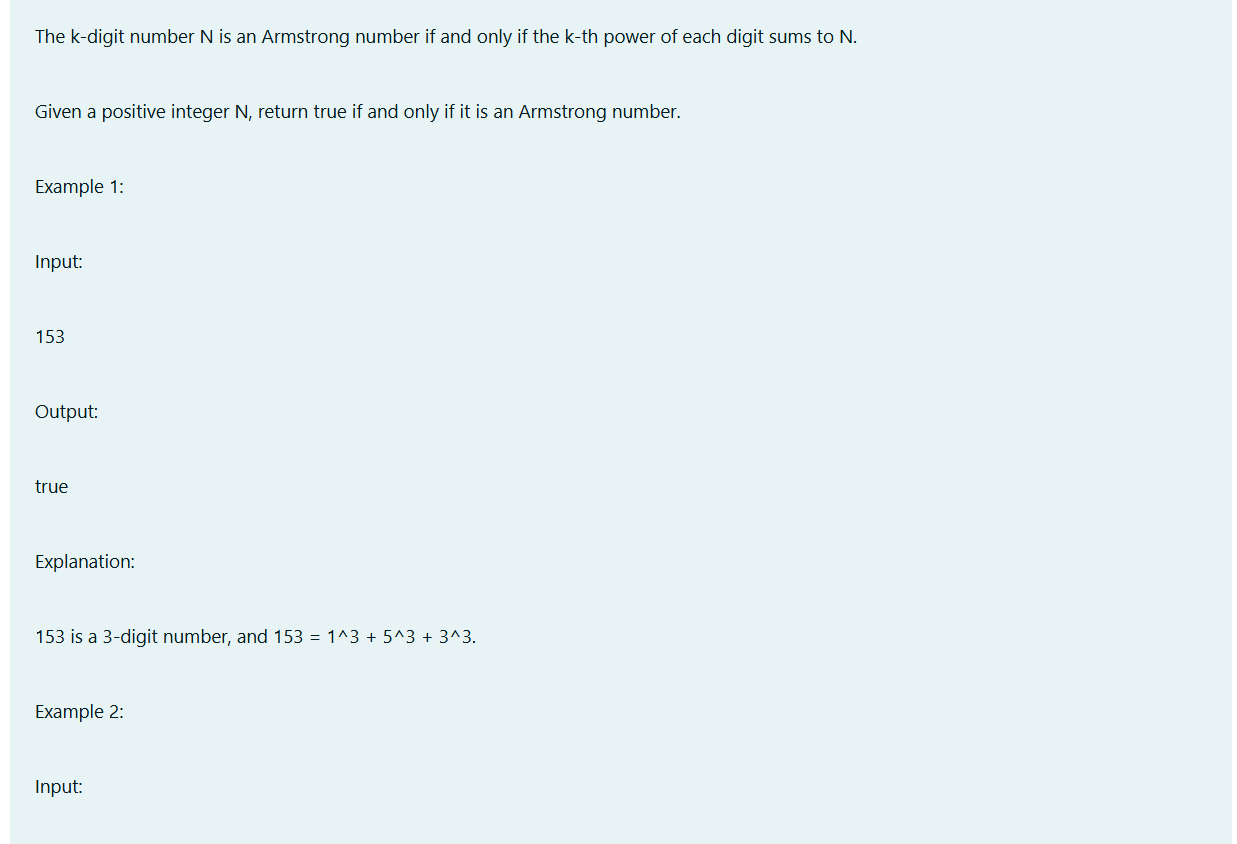 The k-digit number N is an Armstrong number if and only if the k-th power of each digit sums to N.
Given a positive integer N, return true if and only if it is an Armstrong number.
Example 1:
Input:
153
Output:
true
Explanation:
153 is a 3-digit number, and 153 = 1^3 + 5^3 + 3^3.
Example 2:
Input: